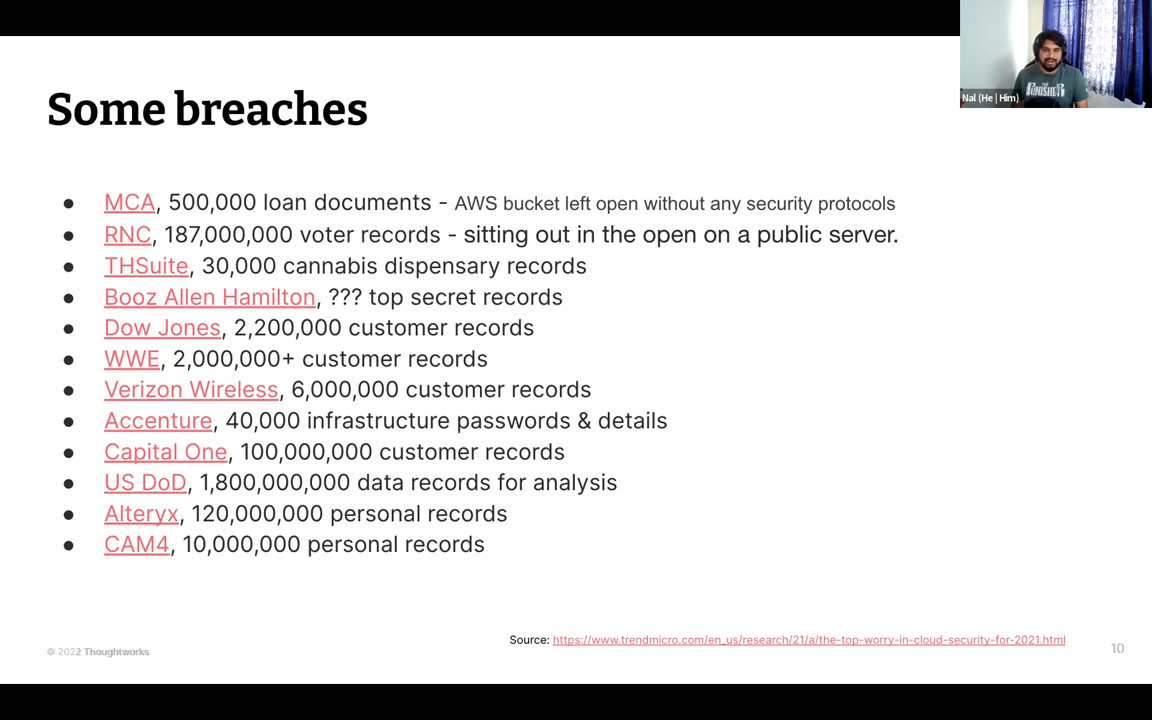 Nal (He | Him)
Some breaches
● MCA, 500,000 loan documents - AWS bucket left open without any security protocols
● RNC, 187,000,000 voter records - sitting out in the open on a public server.
● THSuite, 30,000 cannabis dispensary records
● Booz Allen Hamilton, ??? top secret records
● Dow Jones, 2,200,000 customer records
● WWE, 2,000,000+ customer records
● Verizon Wireless, 6,000,000 customer records
● Accenture, 40,000 infrastructure passwords & details
● Capital One, 100,000,000 customer records
● US DoD, 1,800,000,000 data records for analysis
● Alteryx, 120,000,000 personal records
● CAM4, 10,000,000 personal records
Source: https://www.trendmicro.com/en_us/research/21/a/the-top-worry-in-cloud-security-for-2021.html
© 2022 Thoughtworks
10